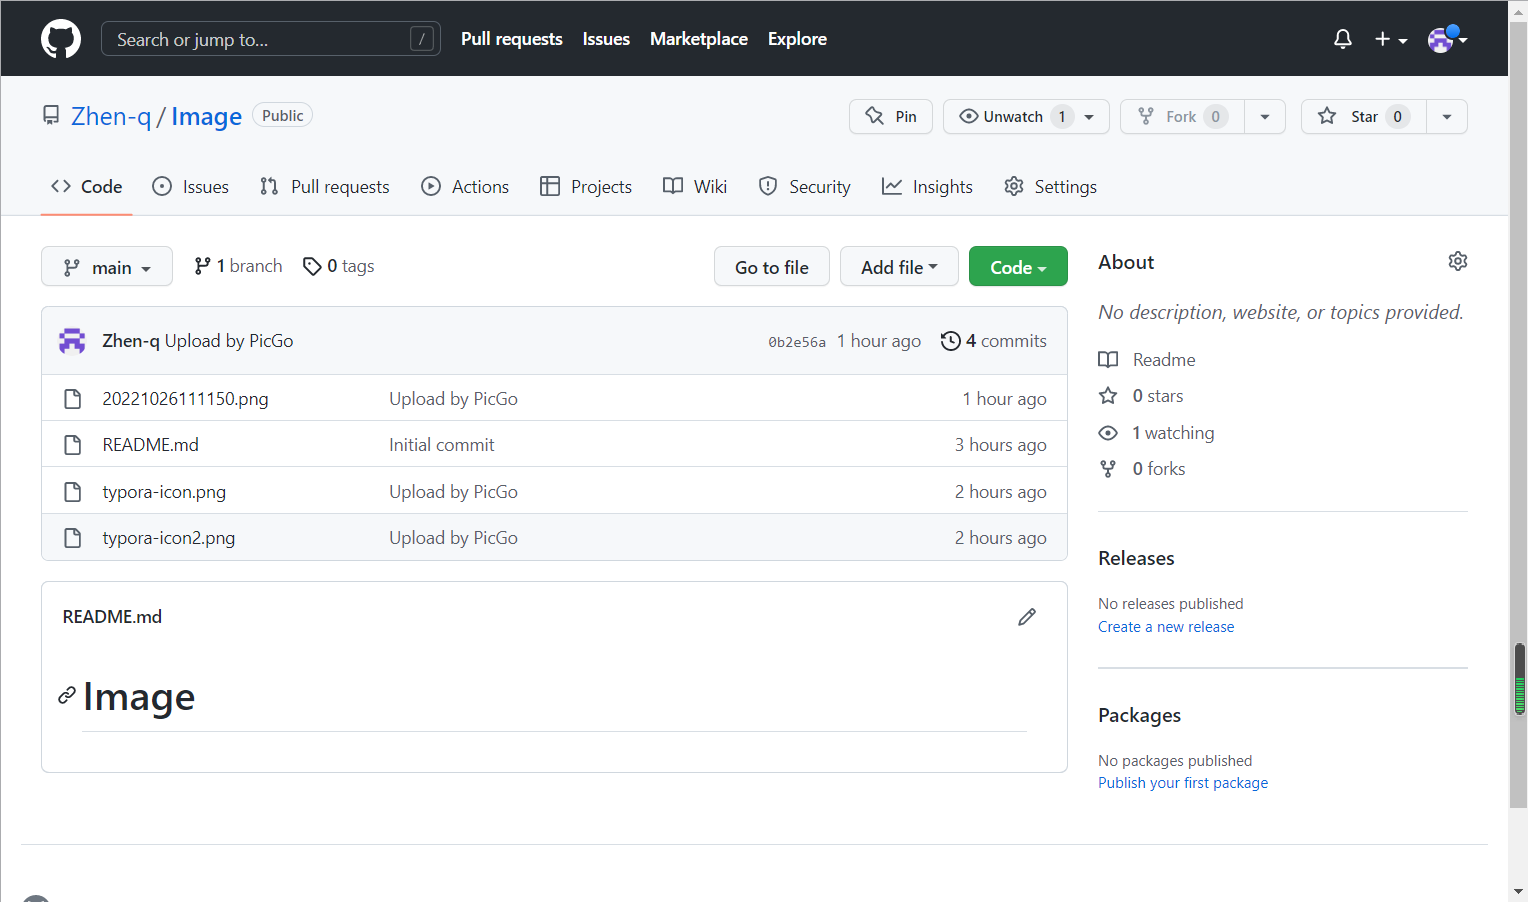 Search or jump to... / Pull requests Issues Marketplace Explore
Zhen-q / Image Public Pin Unwatch 1 Fork 0 Star 0
Code Issues Pull requests Actions Projects Wiki Security Insights Settings
main 1 branch 0 tags Go to file Add file Code
Zhen-q Upload by PicGo 0b2e56a 1 hour ago 4 commits
20221026111150.png Upload by PicGo 1 hour ago
README.md Initial commit 3 hours ago
typora-icon.png Upload by PicGo 2 hours ago
typora-icon2.png Upload by PicGo 2 hours ago
README.md
Image
About
No description, website, or topics provided.
Readme
0 stars
1 watching
0 forks
Releases
No releases published
Create a new release
Packages
No packages published
Publish your first package